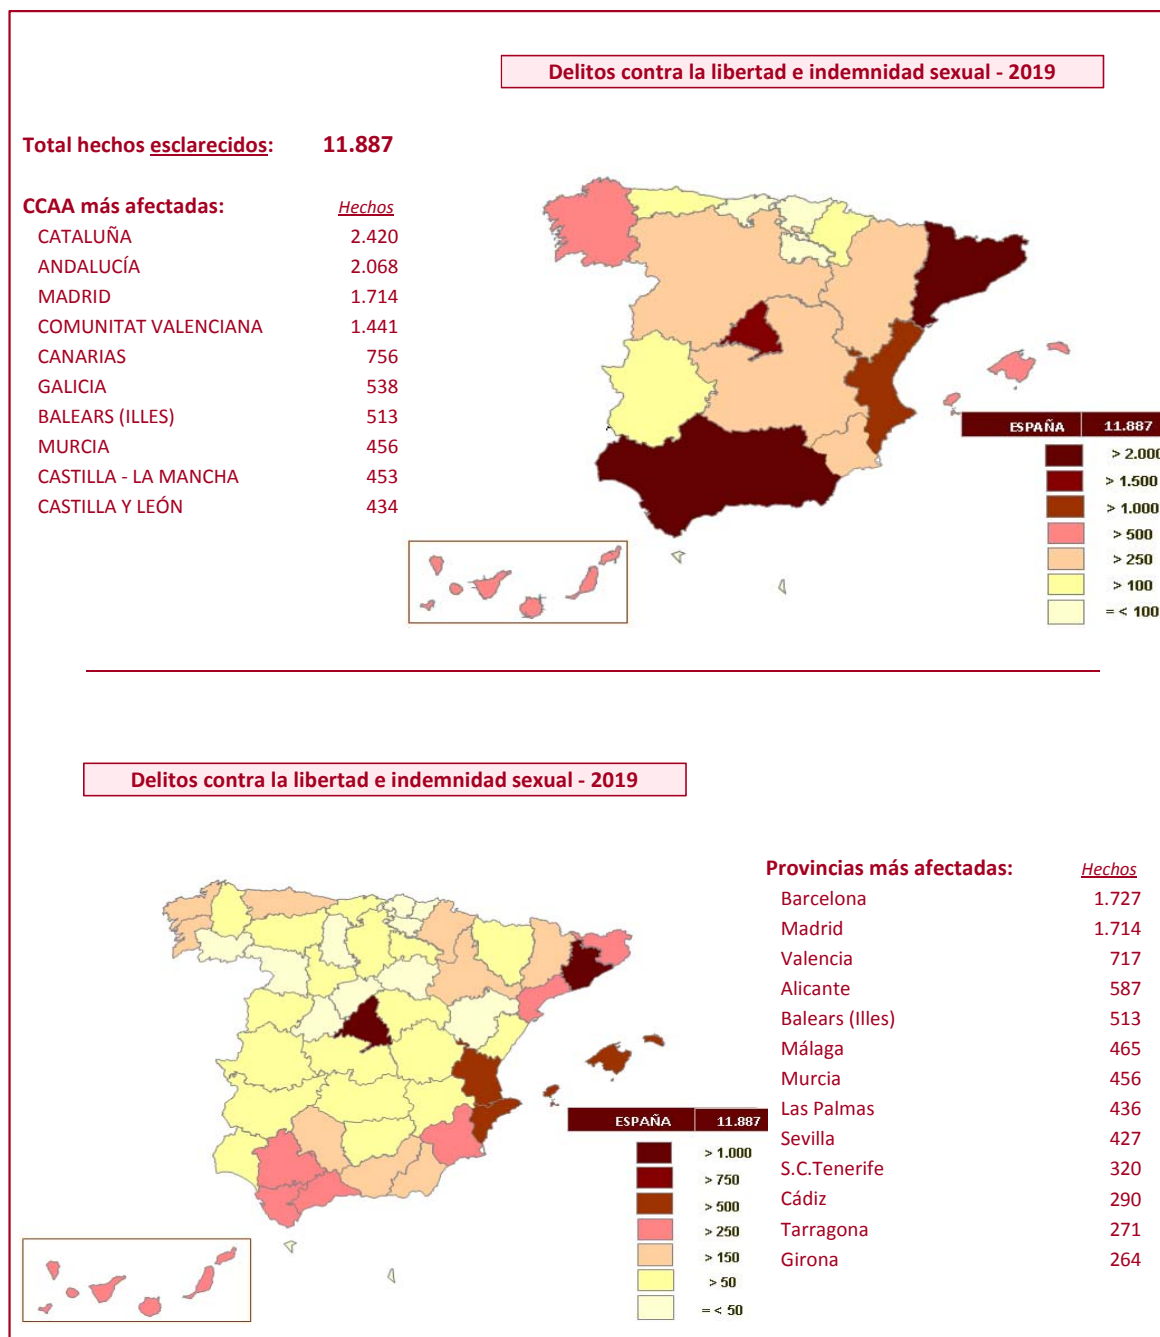 Delitos contra la libertad e indemnidad sexual - 2019
Total hechos esclarecidos: 11.887
CCAA más afectadas: Hechos
CATALUÑA 2.420
ANDALUCÍA 2.068
MADRID 1.714
COMUNITAT VALENCIANA 1.441
CANARIAS 756
GALICIA 538
BALEARS (ILLES) 513
MURCIA 456
CASTILLA - LA MANCHA 453
CASTILLA Y LEÓN 434
ESPAÑA 11.887
> 2.000
> 1.500
> 1.000
> 500
> 250
> 100
= < 100
Delitos contra la libertad e indemnidad sexual - 2019
Provincias más afectadas: Hechos
Barcelona 1.727
Madrid 1.714
Valencia 717
Alicante 587
Balears (Illes) 513
Málaga 465
Murcia 456
Las Palmas 436
Sevilla 427
S.C.Tenerife 320
Cádiz 290
Tarragona 271
Girona 264
ESPAÑA 11.887
> 1.000
> 750
> 500
> 250
> 150
> 50
= < 50